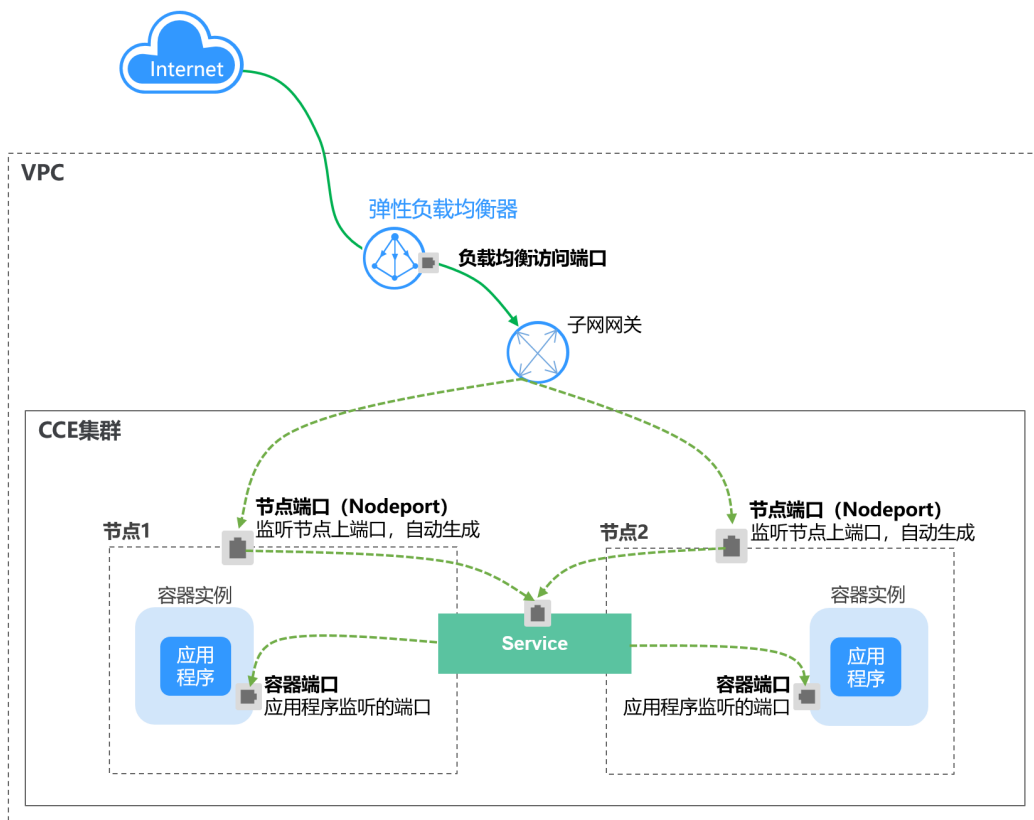 Internet
VPC
弹性负载均衡器
负载均衡访问端口
子网网关
CCE集群
节点端口（Nodeport）
监听节点上端口，自动生成
节点1
节点端口（Nodeport）
监听节点上端口，自动生成
节点2
容器实例
应用
程序
容器端口
应用程序监听的端口
Service
容器实例
应用
程序
容器端口
应用程序监听的端口